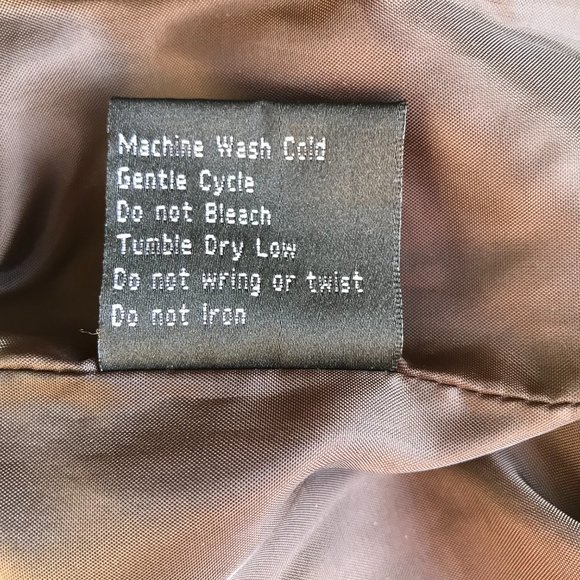 Machine Wash Cold
Gentle Cycle
Do not Bleach
Tumble Dry Low
Do not wring or twist
Do not Iron